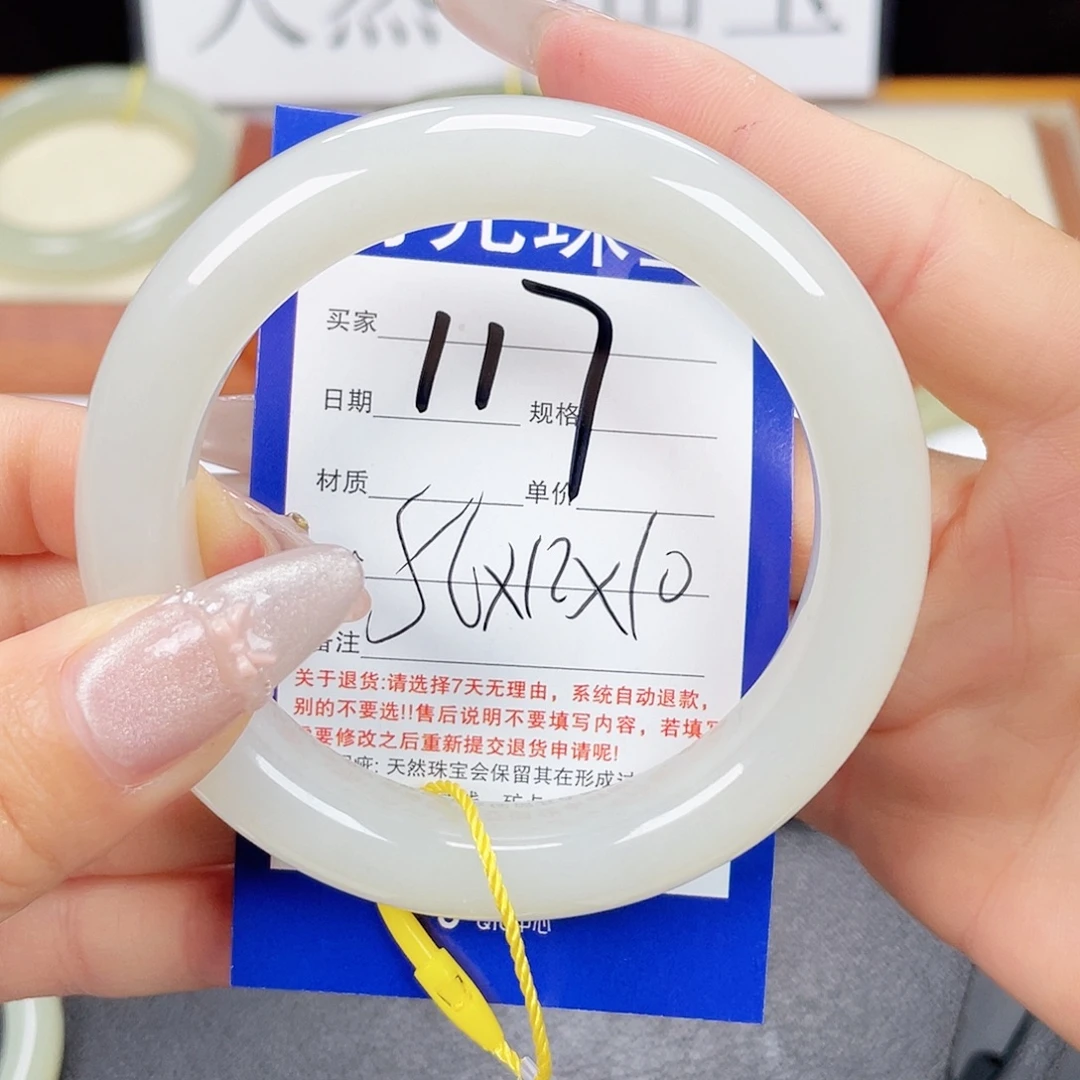 天然
玉
元珠
买家
117
日期
规格
材质
单价
56x12x10
备注
关于退货:请选择7天无理由，系统自动退款，
别的不要选!!售后说明不要填写内容，若填写
要修改之后重新提交退货申请呢!
疵: 天然珠宝会保留其在形成过